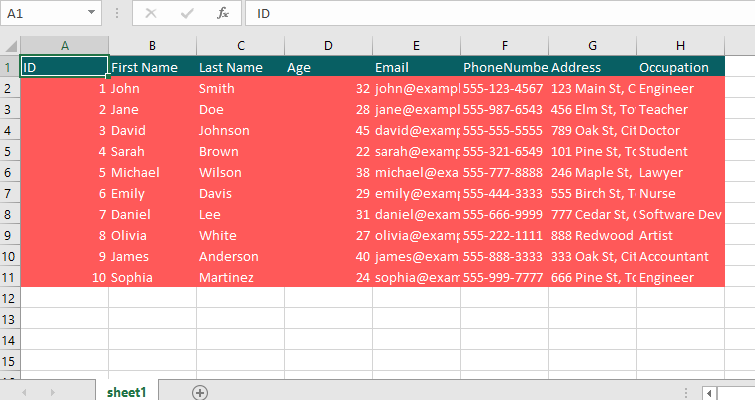 A1 fx ID
A B C D E F G H
1 ID First Name Last Name Age Email PhoneNumbe Address Occupation
2 1 John Smith 32 john@exampl 555-123-4567 123 Main St, C Engineer
3 2 Jane Doe 28 jane@exampl 555-987-6543 456 Elm St, To Teacher
4 3 David Johnson 45 david@examp 555-555-5555 789 Oak St, Cit Doctor
5 4 Sarah Brown 22 sarah@examp 555-321-6549 101 Pine St, To Student
6 5 Michael Wilson 38 michael@exa 555-777-8888 246 Maple St, Lawyer
7 6 Emily Davis 29 emily@examp 555-444-3333 555 Birch St, T Nurse
8 7 Daniel Lee 31 daniel@exam 555-666-9999 777 Cedar St, Software Dev
9 8 Olivia White 27 olivia@examp 555-222-1111 888 Redwood Artist
10 9 James Anderson 40 james@exam 555-888-3333 333 Oak St, Cit Accountant
11 10 Sophia Martinez 24 sophia@exam 555-999-7777 666 Pine St, To Engineer
12
13
14
15
sheet1